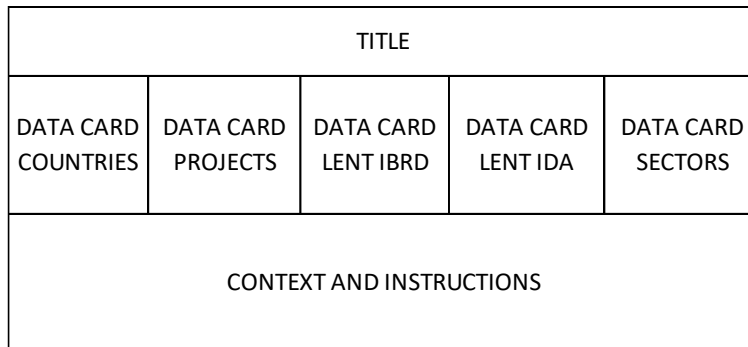 TITLE
DATA CARD
COUNTRIES
DATA CARD
PROJECTS
DATA CARD
LENT IBRD
DATA CARD
LENT IDA
DATA CARD
SECTORS
CONTEXT AND INSTRUCTIONS